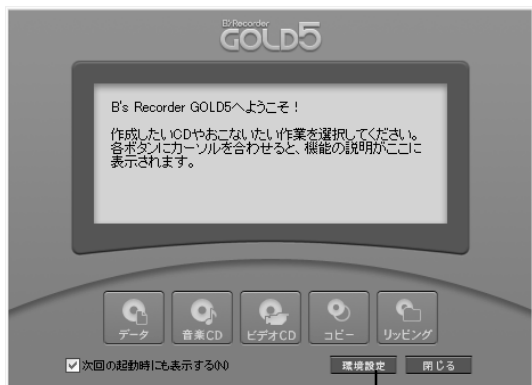 B's Recorder
GOLD5
B's Recorder GOLD5へようこそ！
作成したいCDやおこないたい作業を選択してください。
各ボタンにカーソルを合わせると、機能の説明がここに
表示されます。
データ
音楽CD
ビデオCD
コピー
リッピング
次回の起動時にも表示する(N)
環境設定
閉じる